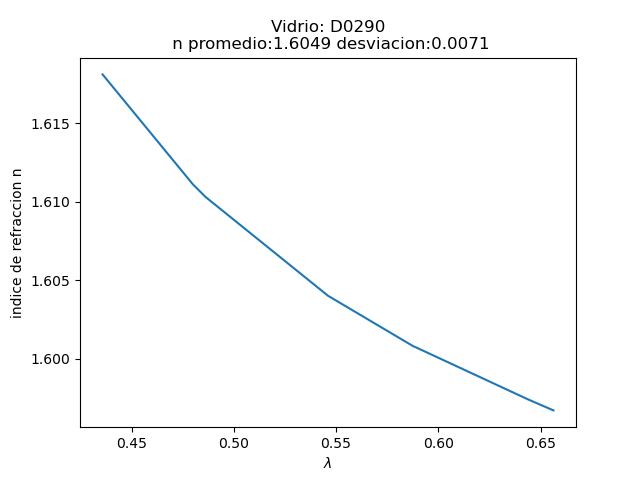 Vidrio: D0290
n promedio:1.6049 desviacion:0.0071
indice de refraccion n
1.615
1.610
1.605
1.600
0.45 0.50 0.55 0.60 0.65
λ